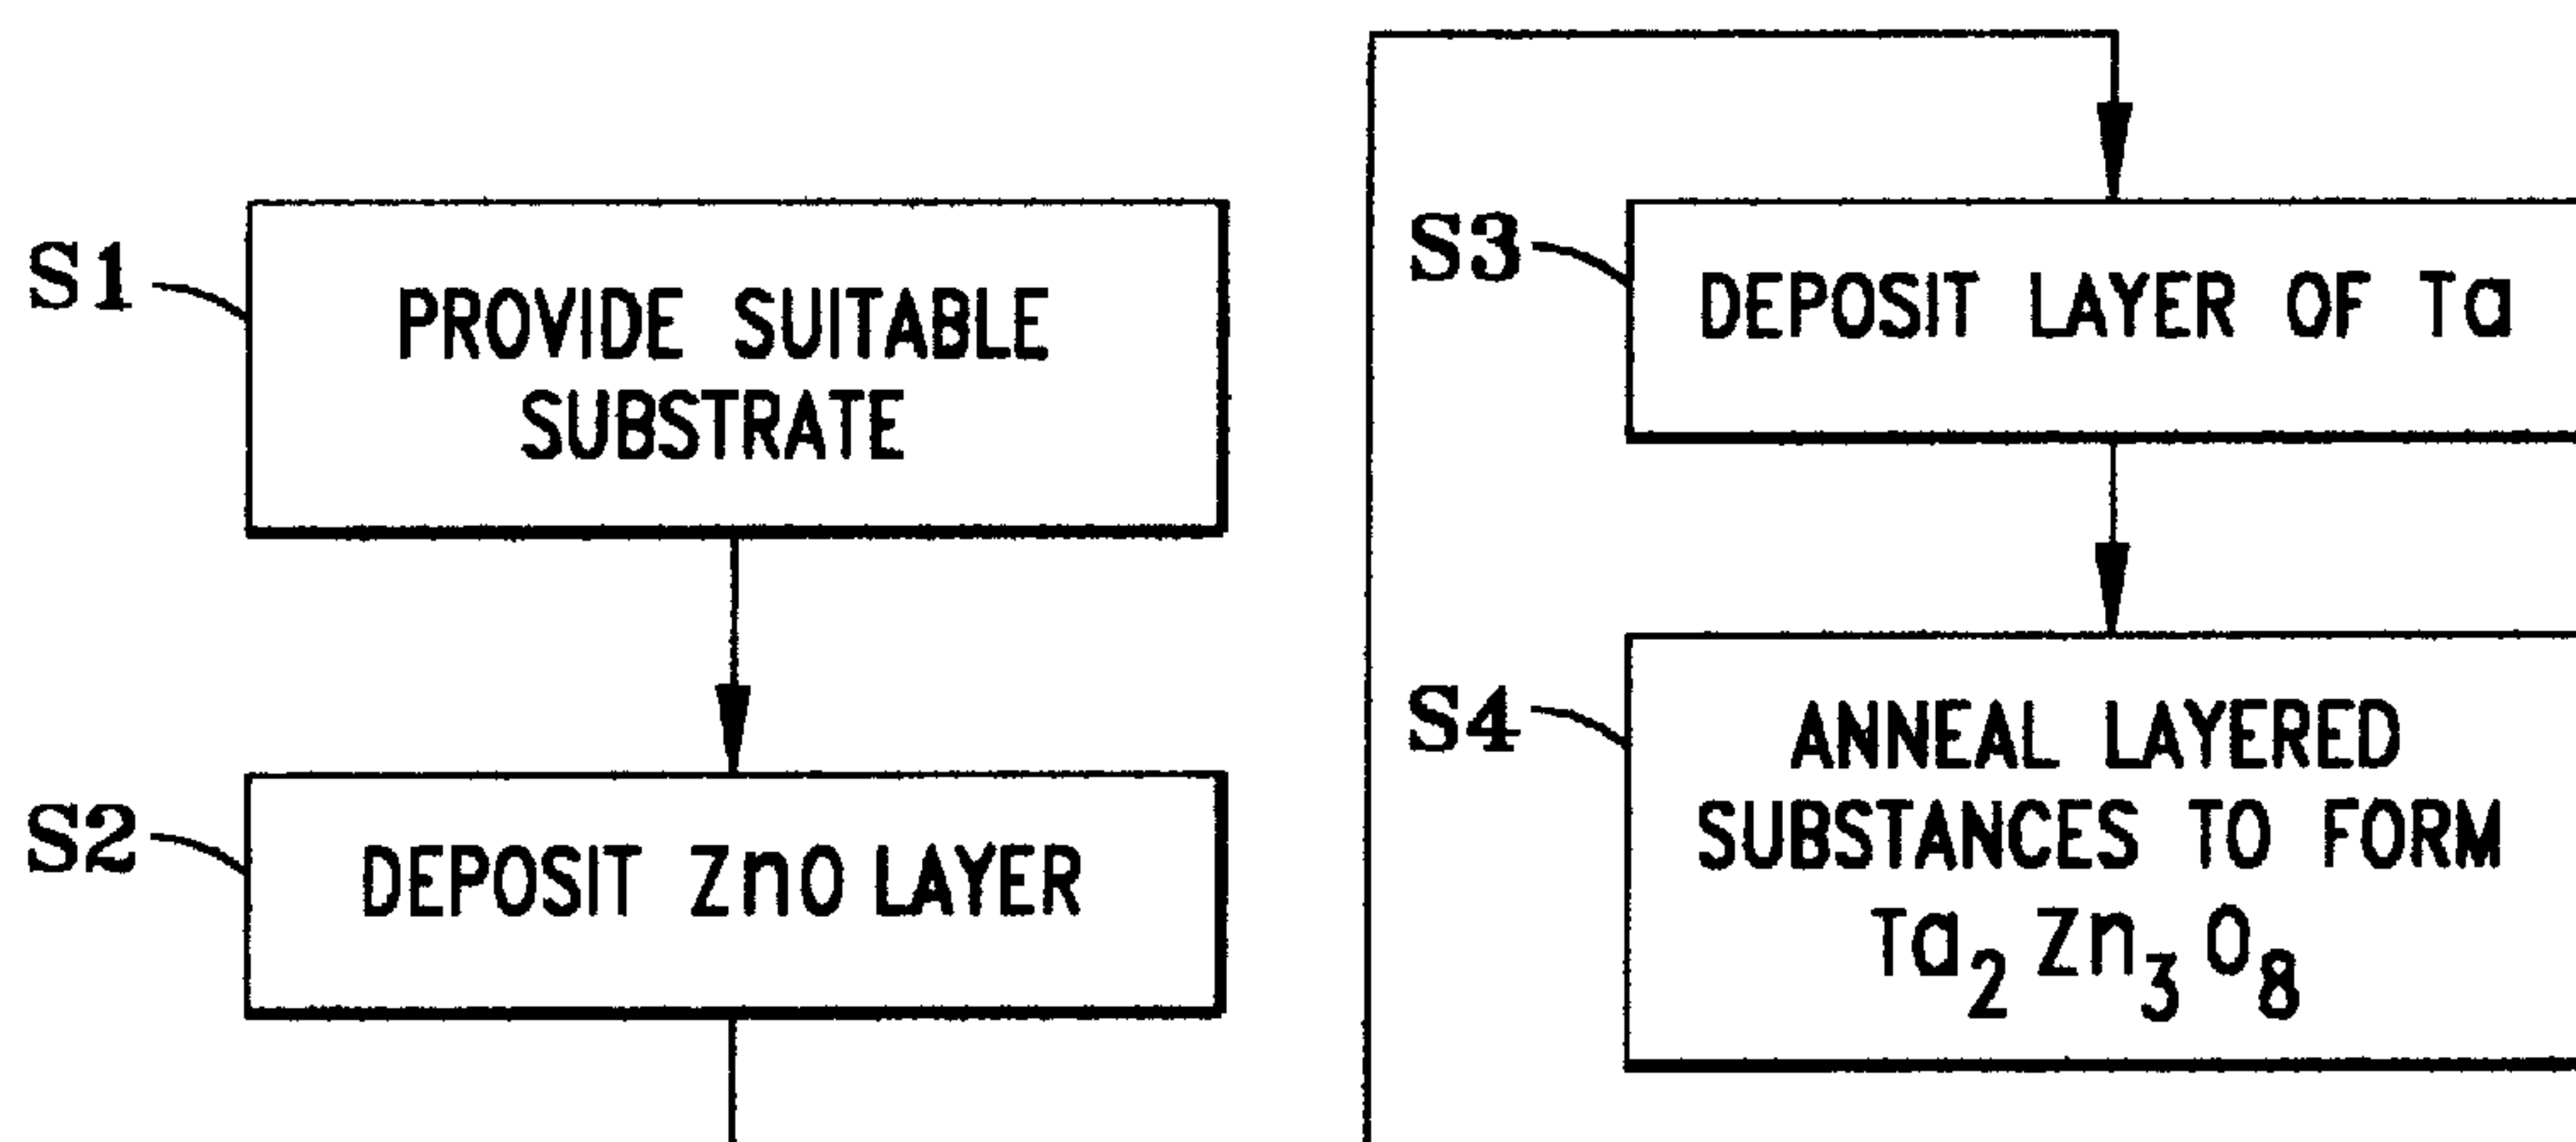 S1
PROVIDE SUITABLE
SUBSTRATE
S2
DEPOSIT ZnO LAYER
S3
DEPOSIT LAYER OF Ta
S4
ANNEAL LAYERED
SUBSTANCES TO FORM
Ta₂ Zn₃ O₈